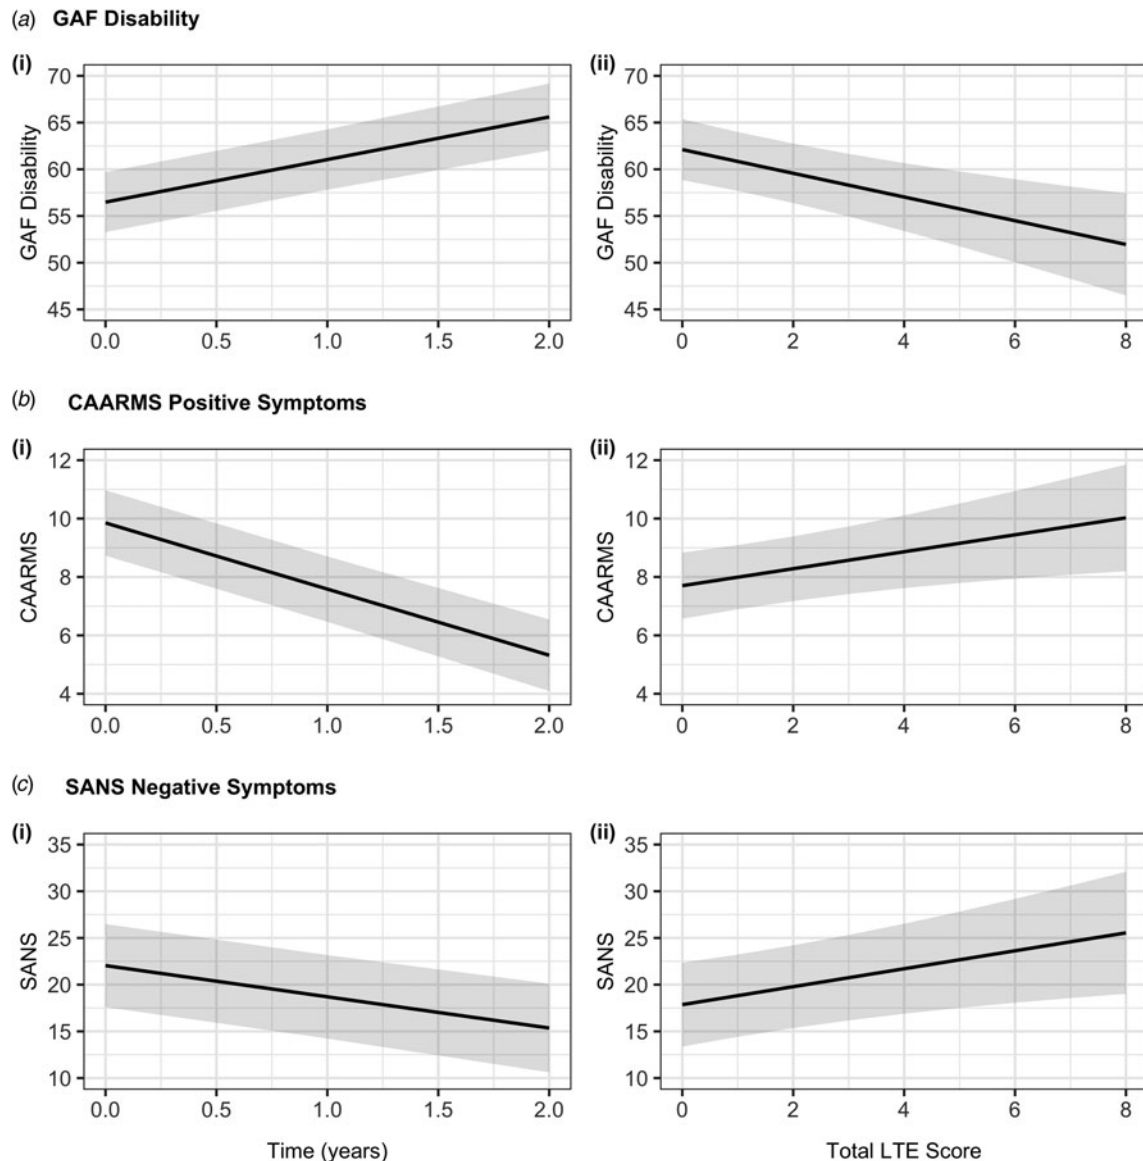 (a) GAF Disability
(i)
GAF Disability
70
65
60
55
50
45
0.0 0.5 1.0 1.5 2.0
(ii)
GAF Disability
70
65
60
55
50
45
0 2 4 6 8
(b) CAARMS Positive Symptoms
(i)
CAARMS
12
10
8
6
4
0.0 0.5 1.0 1.5 2.0
(ii)
CAARMS
12
10
8
6
4
0 2 4 6 8
(c) SANS Negative Symptoms
(i)
SANS
35
30
25
20
15
10
0.0 0.5 1.0 1.5 2.0
Time (years)
(ii)
SANS
35
30
25
20
15
10
0 2 4 6 8
Total LTE Score